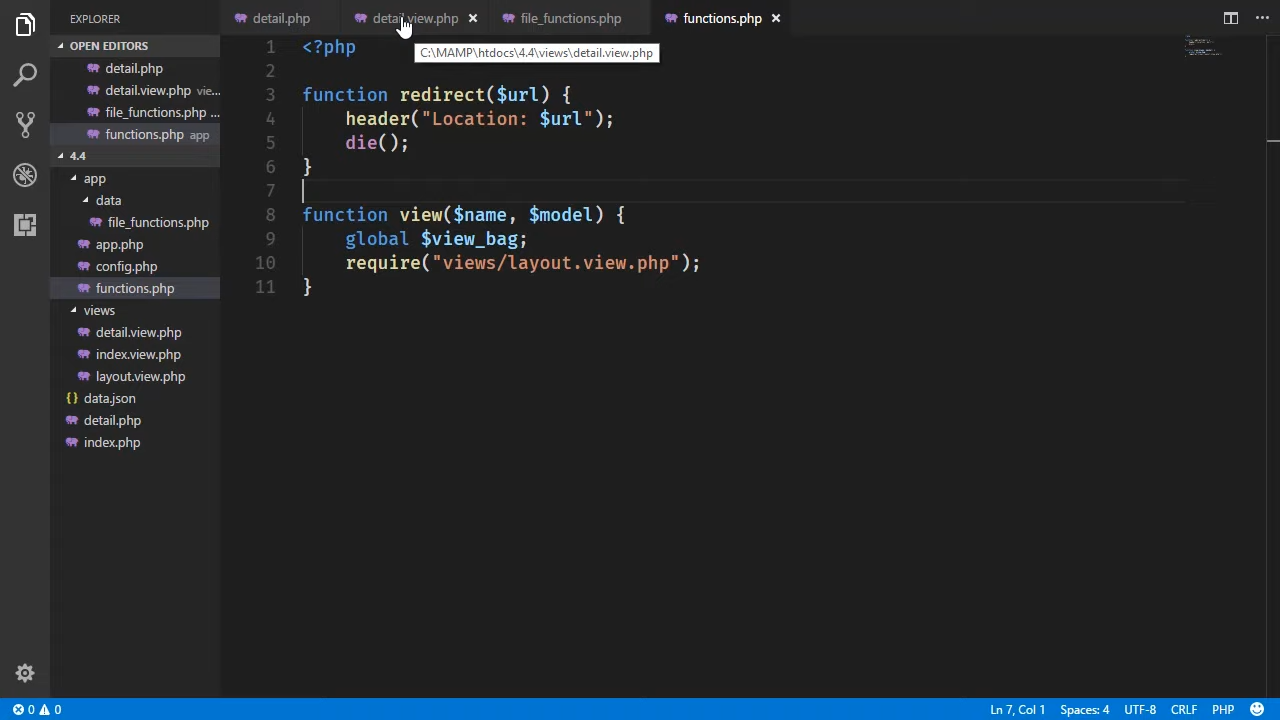 EXPLORER
detail.php
detail.view.php
file_functions.php
functions.php
C:\MAMP\htdocs\4.4\views\detail.view.php
OPEN EDITORS
detail.php
detail.view.php vie...
file_functions.php ...
functions.php app
4.4
app
data
file_functions.php
app.php
config.php
functions.php
views
detail.view.php
index.view.php
layout.view.php
{ } data.json
detail.php
index.php
1 <?php
2
3 function redirect($url) {
4 header("Location: $url");
5 die();
6 }
7
8 function view($name, $model) {
9 global $view_bag;
10 require("views/layout.view.php");
11 }
0 0
Ln 7, Col 1 Spaces: 4 UTF-8 CRLF PHP